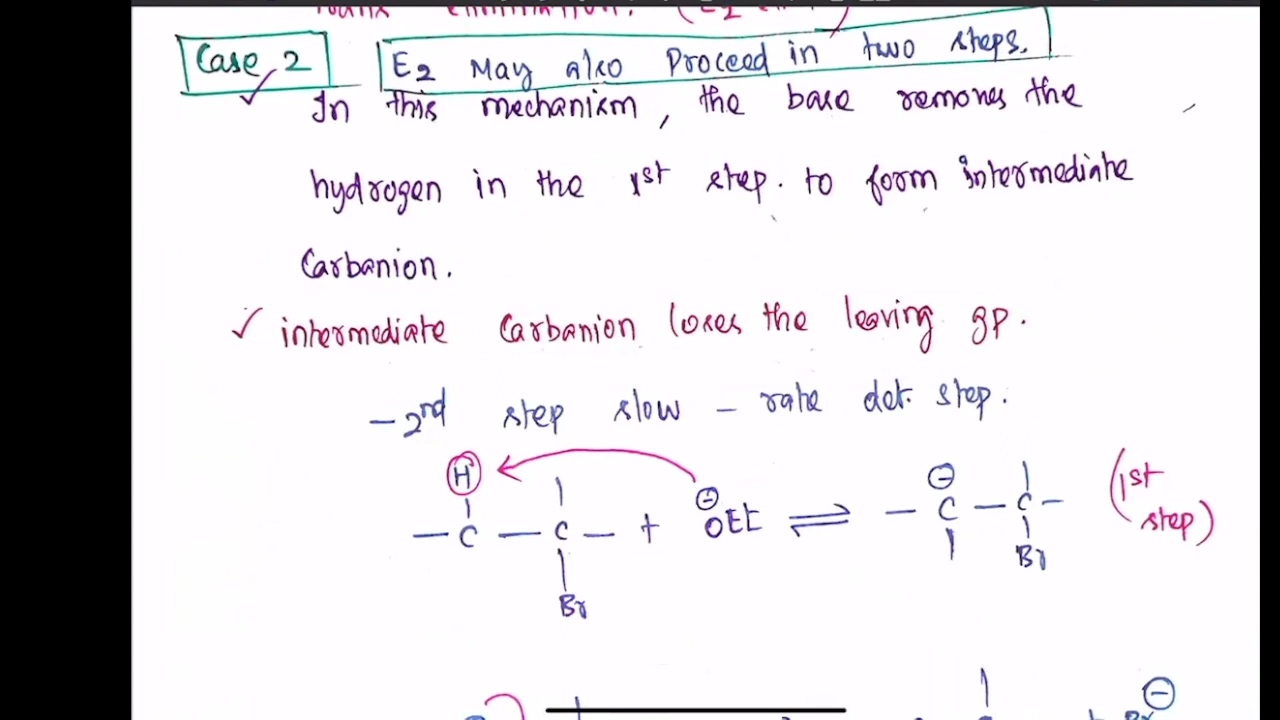 Case 2
E2 May also Proceed in two steps.
In this mechanism, the base removes the
hydrogen in the 1st step. to form intermediate
Carbanion.
✓ intermediate Carbanion loses the leaving gp.
- 2nd step slow - rate det. step.
H
- C - C - + ⊖OEt ⇌ - C⊖ - C - (1st step)
Br Br
⊖